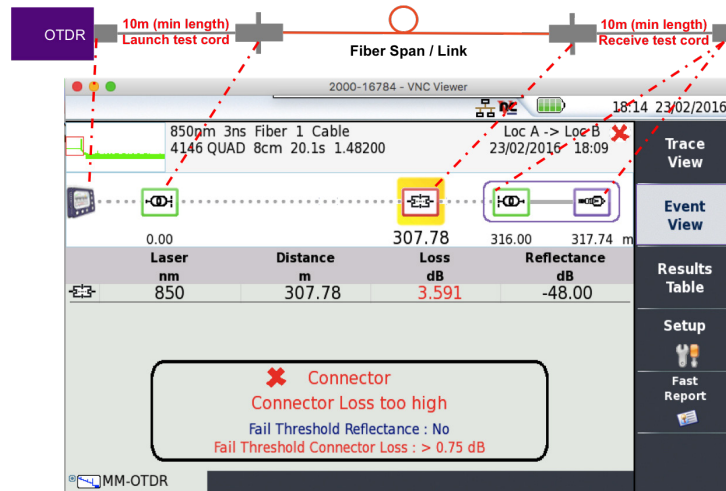 OTDR
10m (min length)
Launch test cord
Fiber Span / Link
10m (min length)
Receive test cord
2000-16784 - VNC Viewer
18:14 23/02/2016
850nm 3ns Fiber 1 Cable
4146 QUAD 8cm 20.1s 1.48200
Loc A -> Loc B
23/02/2016 18:09
Trace
View
Event
View
Results
Table
Setup
Fast
Report
0.00
307.78
316.00
317.74 m
Laser
nm
Distance
m
Loss
dB
Reflectance
dB
850
307.78
3.591
-48.00
Connector
Connector Loss too high
Fail Threshold Reflectance : No
Fail Threshold Connector Loss : > 0.75 dB
MM-OTDR